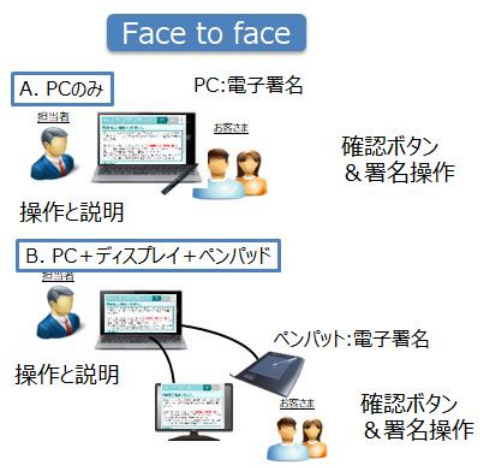 Face to face
A. PCのみ
PC:電子署名
担当者
お客さま
確認ボタン
＆署名操作
操作と説明
B. PC＋ディスプレイ＋ペンパッド
担当者
ペンパット:電子署名
操作と説明
お客さま
確認ボタン
＆署名操作